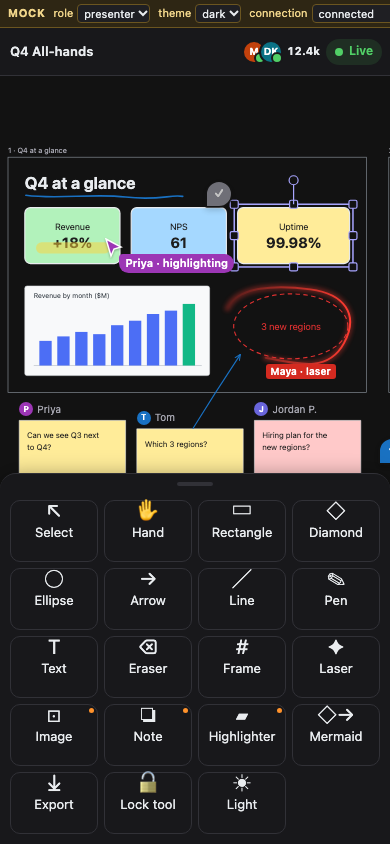 MOCK role presenter theme dark connection connected
Q4 All-hands M DK 12.4k Live
1 · Q4 at a glance
Q4 at a glance
Revenue
+18%
NPS
61
Uptime
99.98%
Priya · highlighting
Revenue by month ($M)
3 new regions
Maya · laser
P Priya
T Tom
J Jordan P.
Can we see Q3 next
to Q4?
Which 3 regions?
Hiring plan for the
new regions?
Select
Hand
Rectangle
Diamond
Ellipse
Arrow
Line
Pen
T
Text
Eraser
#
Frame
Laser
Image
Note
Highlighter
Mermaid
Export
Lock tool
Light